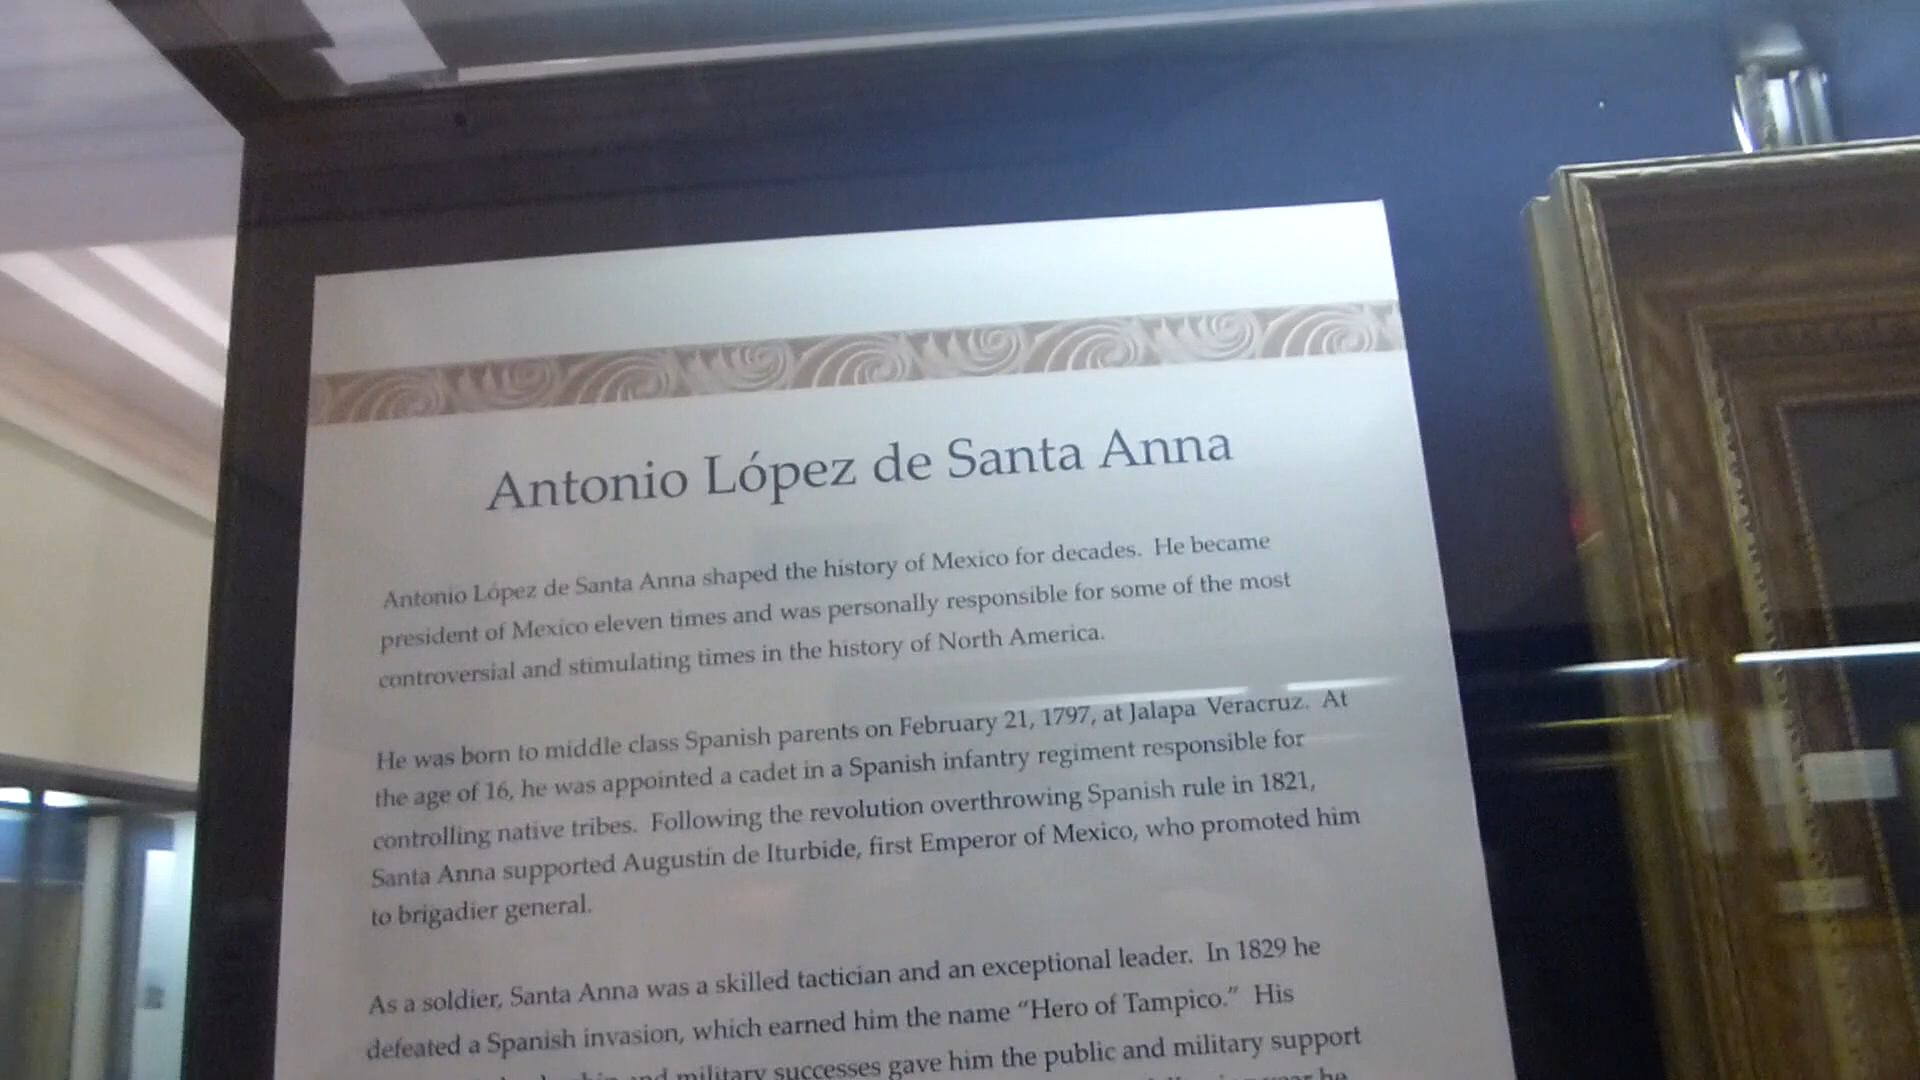 Antonio López de Santa Anna
Antonio López de Santa Anna shaped the history of Mexico for decades. He became
president of Mexico eleven times and was personally responsible for some of the most
controversial and stimulating times in the history of North America.
He was born to middle class Spanish parents on February 21, 1797, at Jalapa Veracruz. At
the age of 16, he was appointed a cadet in a Spanish infantry regiment responsible for
controlling native tribes. Following the revolution overthrowing Spanish rule in 1821,
Santa Anna supported Augustin de Iturbide, first Emperor of Mexico, who promoted him
to brigadier general.
As a soldier, Santa Anna was a skilled tactician and an exceptional leader. In 1829 he
defeated a Spanish invasion, which earned him the name “Hero of Tampico.” His
and military successes gave him the public and military support